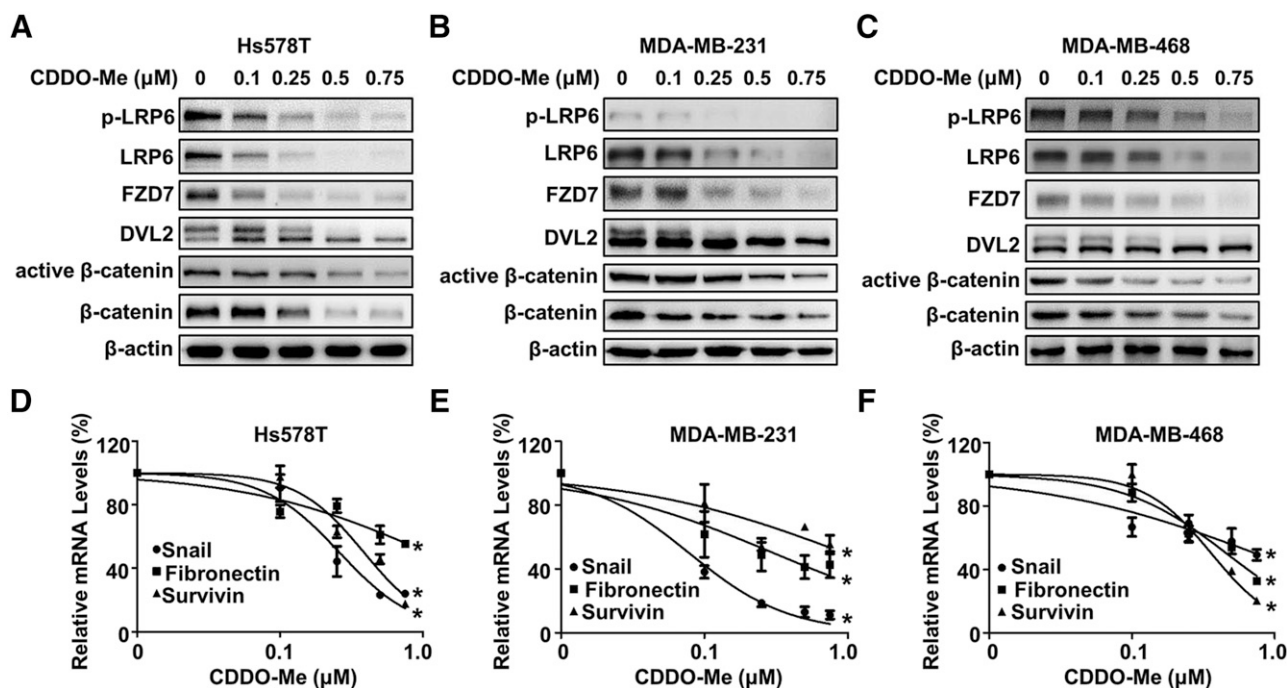 A
Hs578T
CDDO-Me (μM) 0 0.1 0.25 0.5 0.75
p-LRP6
LRP6
FZD7
DVL2
active β-catenin
β-catenin
β-actin
B
MDA-MB-231
CDDO-Me (μM) 0 0.1 0.25 0.5 0.75
p-LRP6
LRP6
FZD7
DVL2
active β-catenin
β-catenin
β-actin
C
MDA-MB-468
CDDO-Me (μM) 0 0.1 0.25 0.5 0.75
p-LRP6
LRP6
FZD7
DVL2
active β-catenin
β-catenin
β-actin
D
Hs578T
Relative mRNA Levels (%)
120
80
40
0
Snail
Fibronectin
Survivin
*
*
*
0 0.1 1.0
CDDO-Me (μM)
E
MDA-MB-231
Relative mRNA Levels (%)
120
80
40
0
Snail
Fibronectin
Survivin
*
*
*
0 0.1 1.0
CDDO-Me (μM)
F
MDA-MB-468
Relative mRNA Levels (%)
120
80
40
0
Snail
Fibronectin
Survivin
*
*
*
0 0.1 1.0
CDDO-Me (μM)